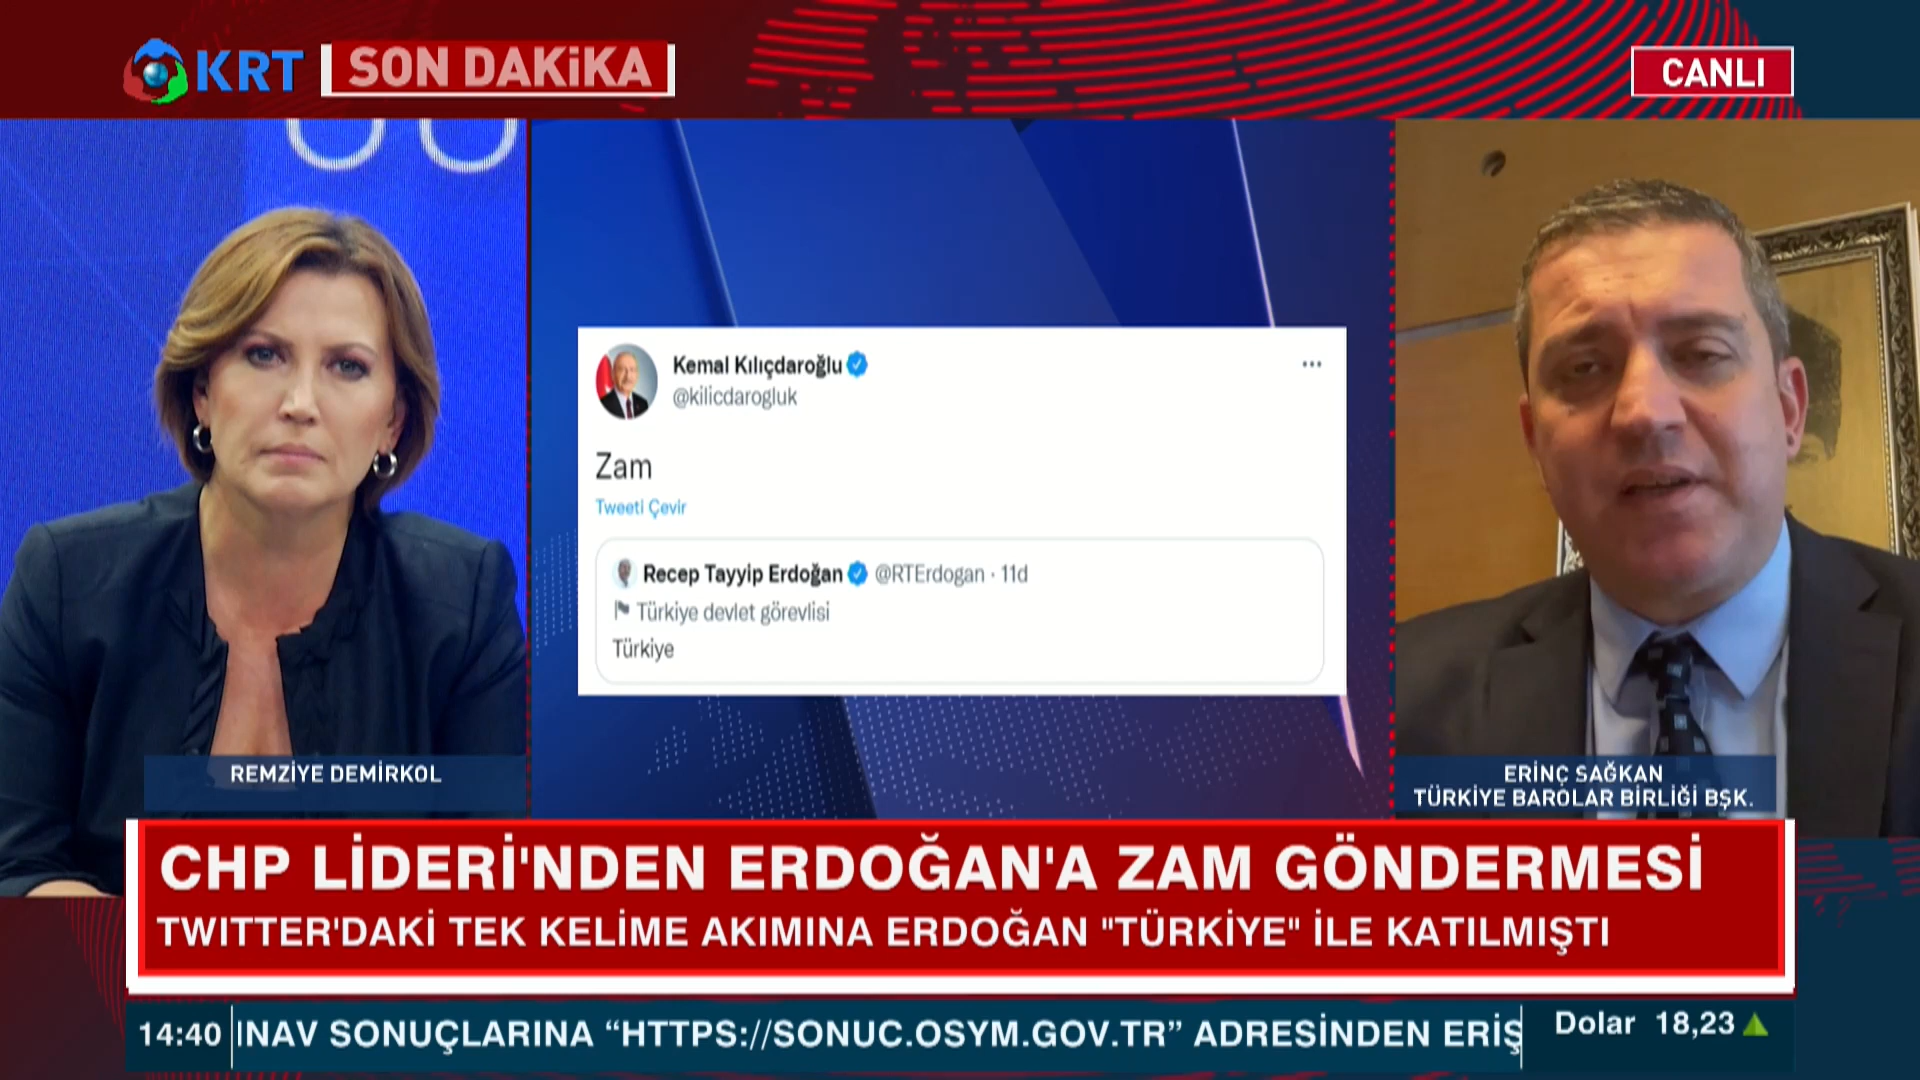 KRT
SON DAKİKA
CANLI
Kemal Kılıçdaroğlu
@kilicdarogluk
Zam
Tweeti Çevir
Recep Tayyip Erdoğan @RTErdogan · 11d
Türkiye devlet görevlisi
Türkiye
REMZİYE DEMİRKOL
ERİNÇ SAĞKAN
TÜRKİYE BAROLAR BİRLİĞİ BŞK.
CHP LİDERİ'NDEN ERDOĞAN'A ZAM GÖNDERMESİ
TWITTER'DAKİ TEK KELİME AKIMINA ERDOĞAN "TÜRKİYE" İLE KATILMIŞTI
14:40 INAV SONUÇLARINA “HTTPS://SONUC.OSYM.GOV.TR” ADRESİNDEN ERİŞ
Dolar 18,23